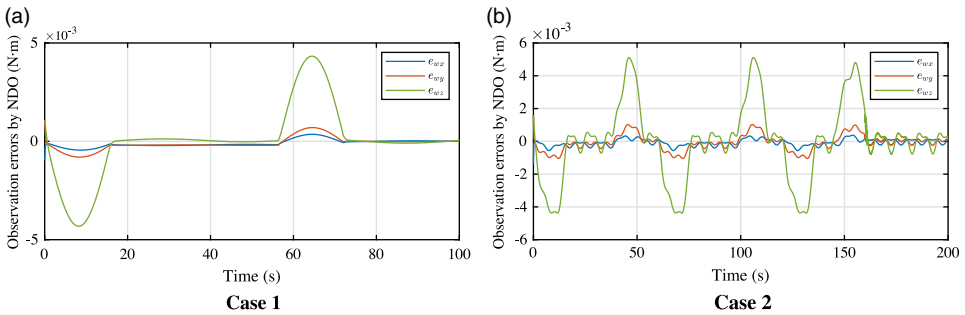 (a)
×10⁻³
Observation errors by NDO (N·m)
5
0
-5
0 20 40 60 80 100
Time (s)
e_wx
e_wy
e_wz
Case 1
(b)
×10⁻³
Observation errors by NDO (N·m)
6
4
2
0
-2
-4
-6
0 50 100 150 200
Time (s)
e_wx
e_wy
e_wz
Case 2